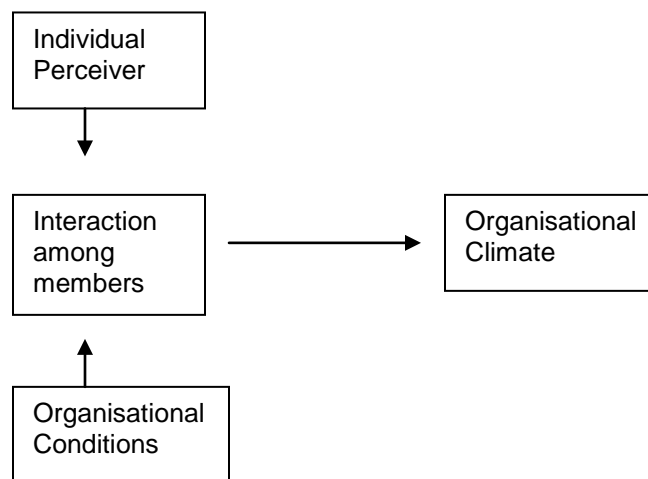 Individual
Perceiver
Interaction
among
members
Organisational
Climate
Organisational
Conditions